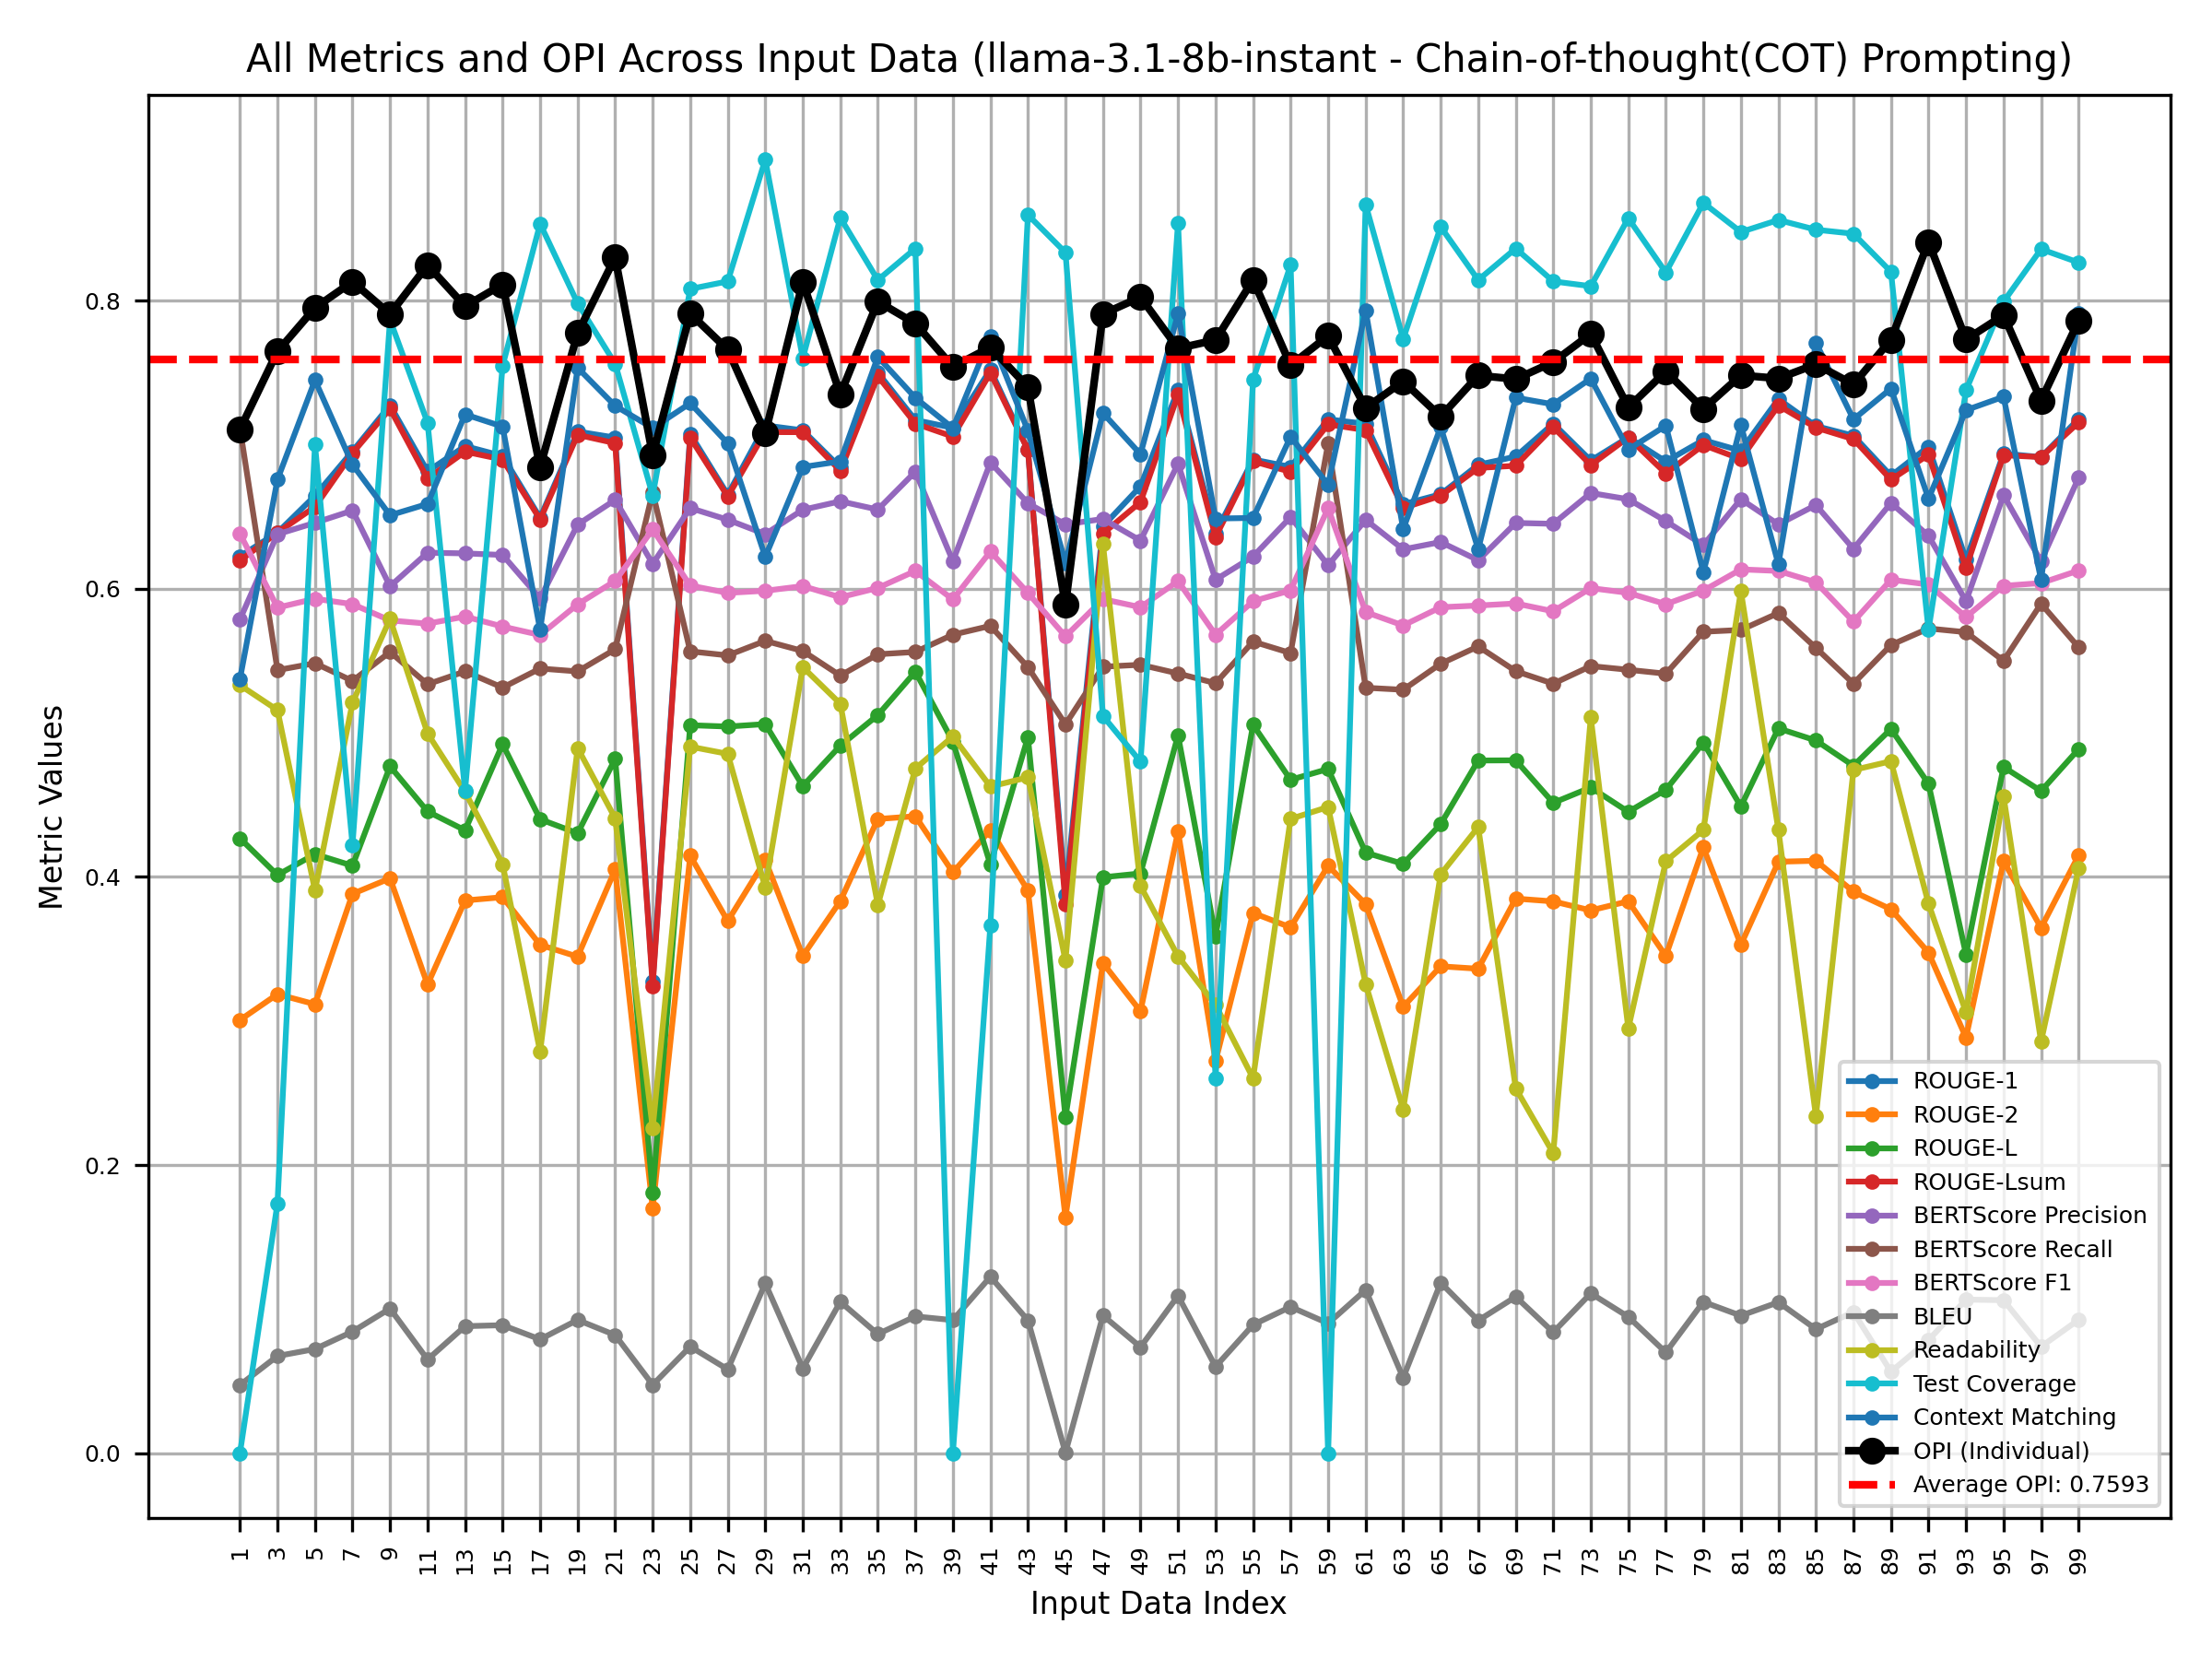 All Metrics and OPI Across Input Data (llama-3.1-8b-instant - Chain-of-thought(COT) Prompting)
Metric Values
0.8
0.6
0.4
0.2
0.0
ROUGE-1
ROUGE-2
ROUGE-L
ROUGE-Lsum
BERTScore Precision
BERTScore Recall
BERTScore F1
BLEU
Readability
Test Coverage
Context Matching
OPI (Individual)
Average OPI: 0.7593
1 3 5 7 9 11 13 15 17 19 21 23 25 27 29 31 33 35 37 39 41 43 45 47 49 51 53 55 57 59 61 63 65 67 69 71 73 75 77 79 81 83 85 87 89 91 93 95 97 99
Input Data Index